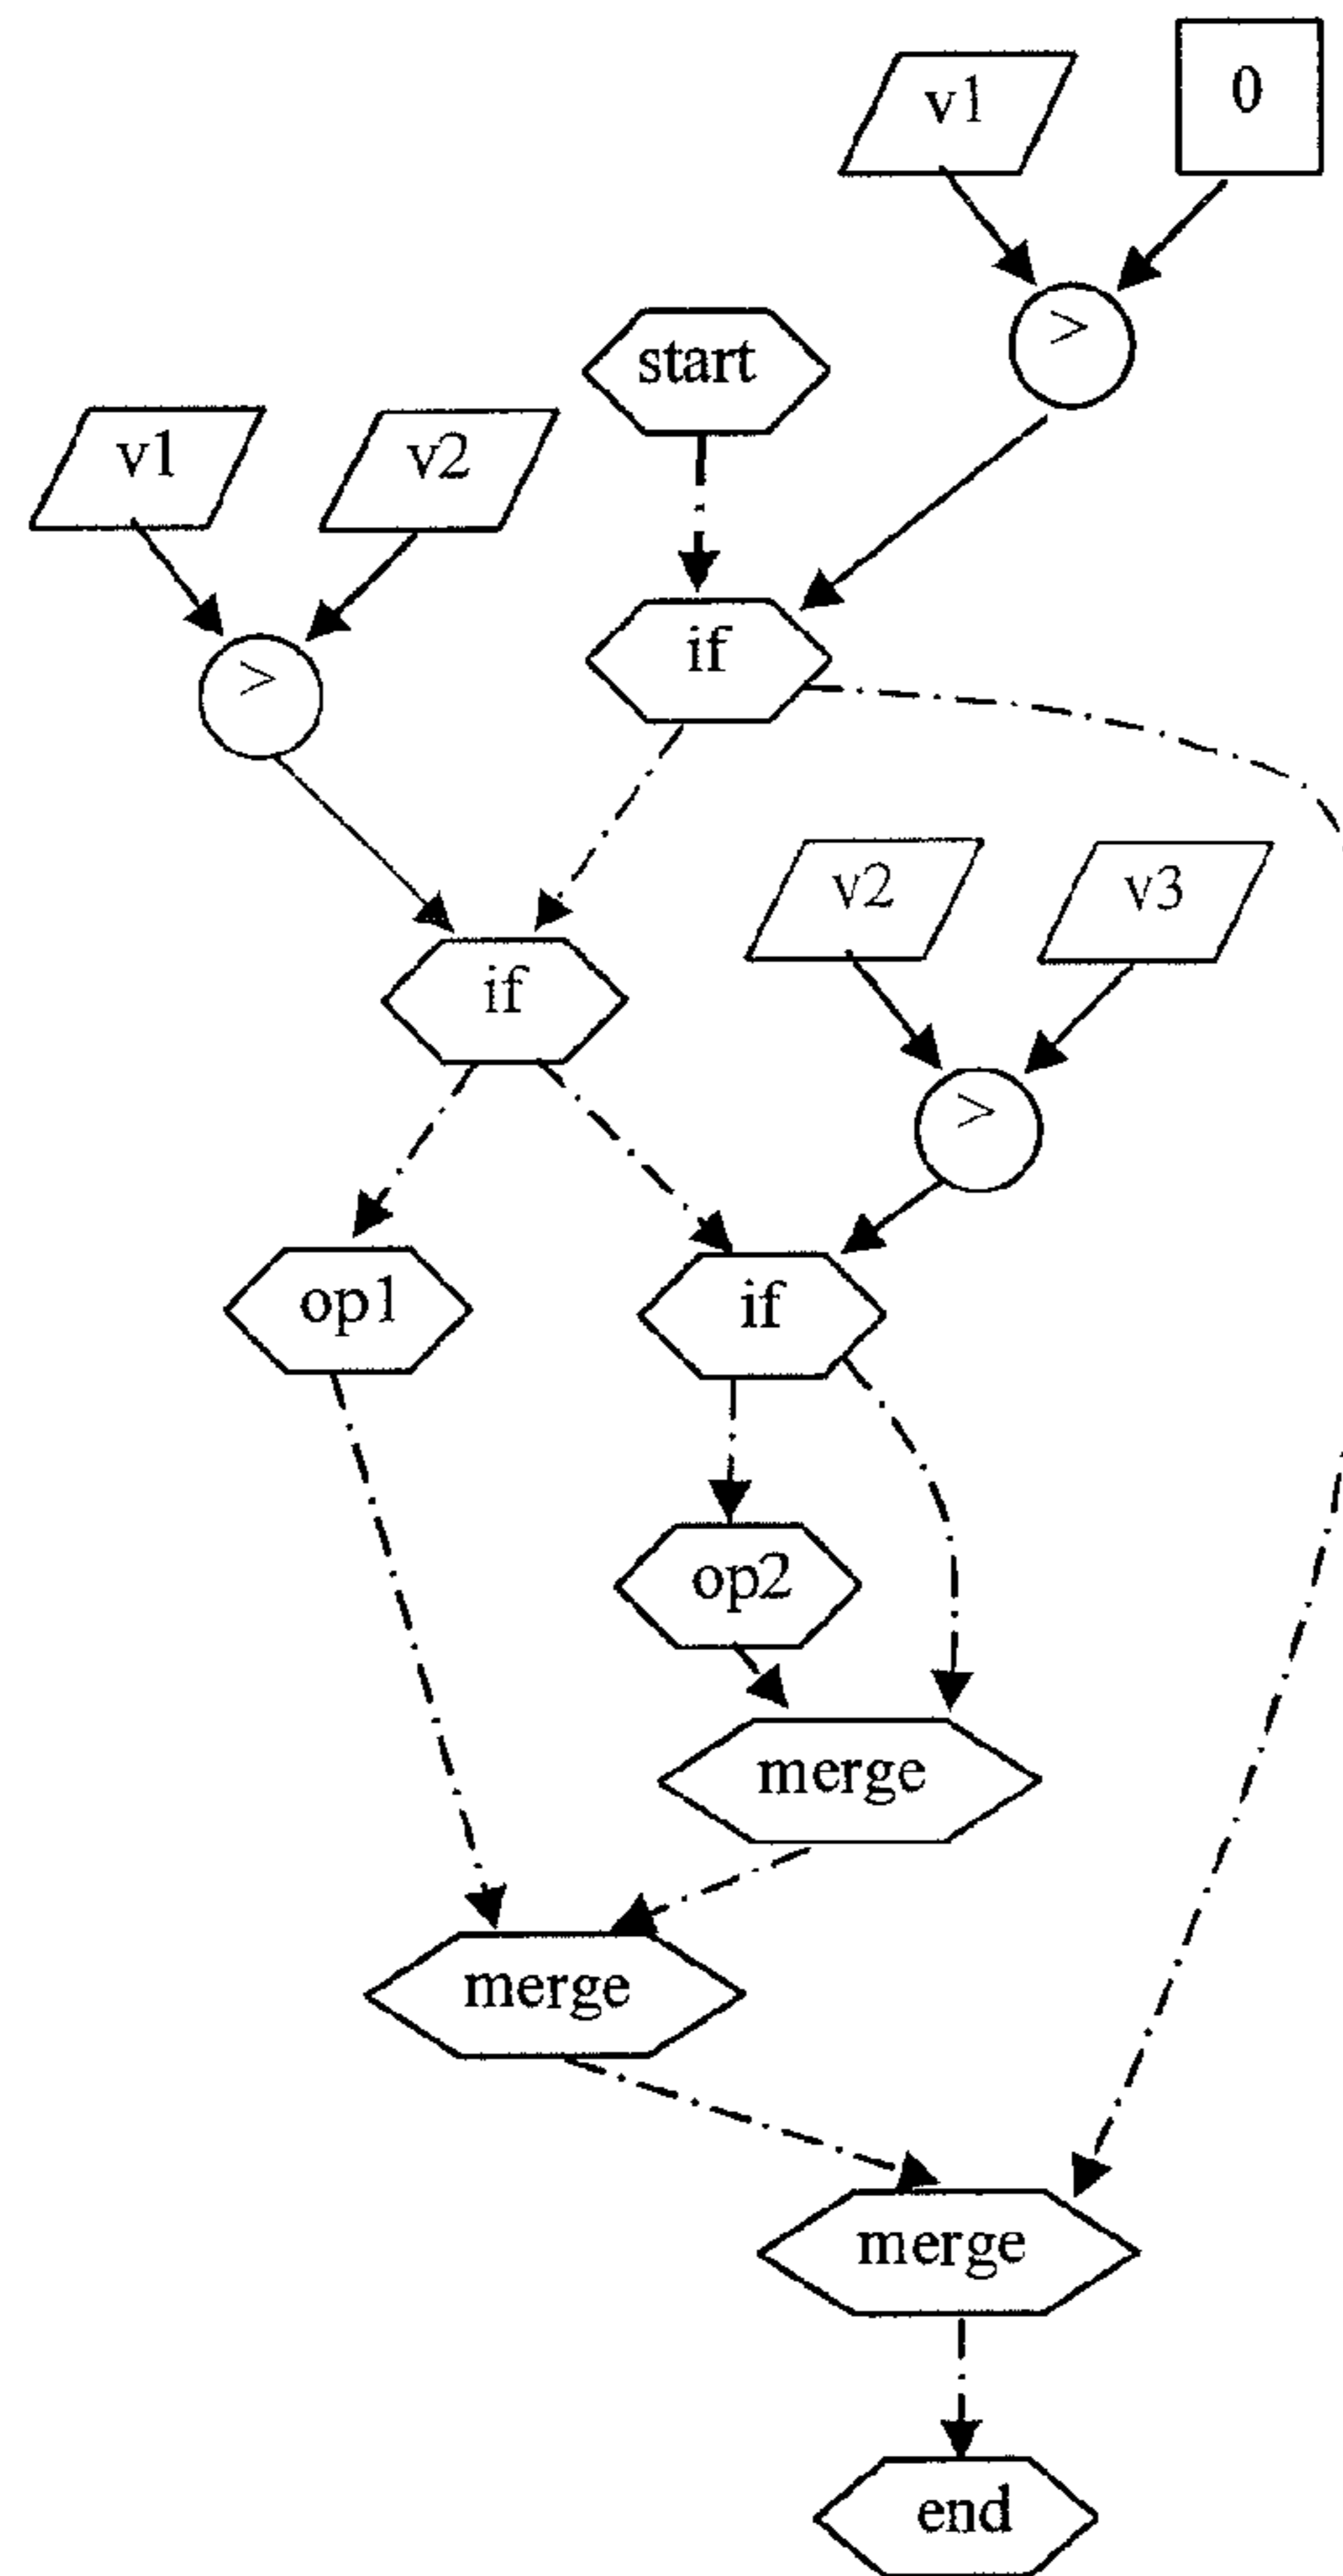 v1
0
>
start
v1
v2
if
>
v2
v3
if
>
op1
if
op2
merge
merge
merge
end